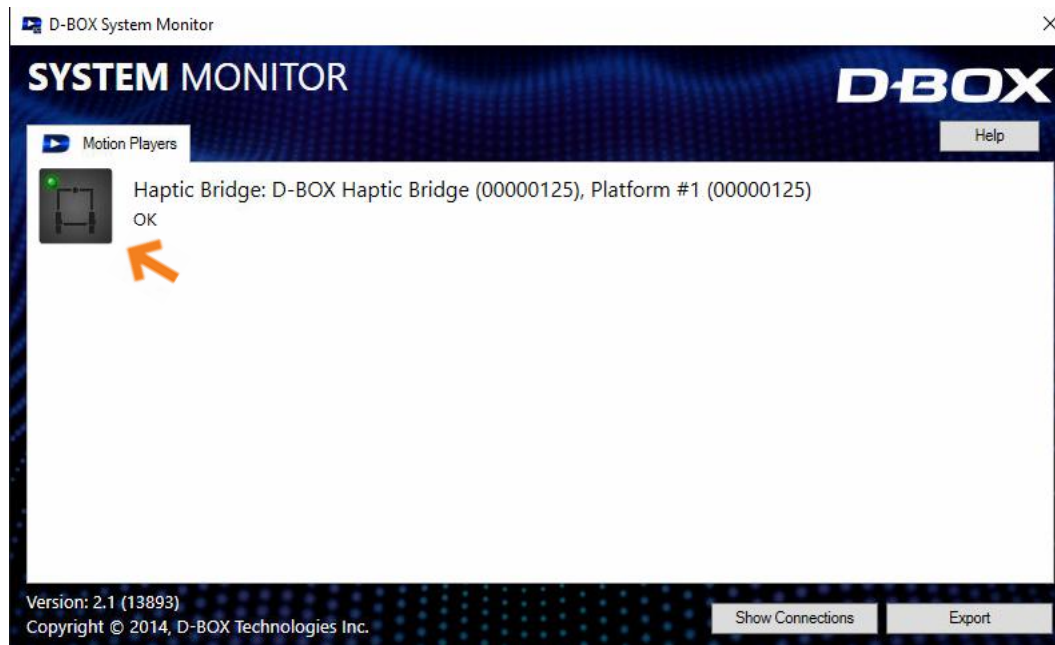 D-BOX System Monitor
SYSTEM MONITOR
D-BOX
Motion Players
Help
Haptic Bridge: D-BOX Haptic Bridge (00000125), Platform #1 (00000125)
OK
Version: 2.1 (13893)
Copyright © 2014, D-BOX Technologies Inc.
Show Connections
Export